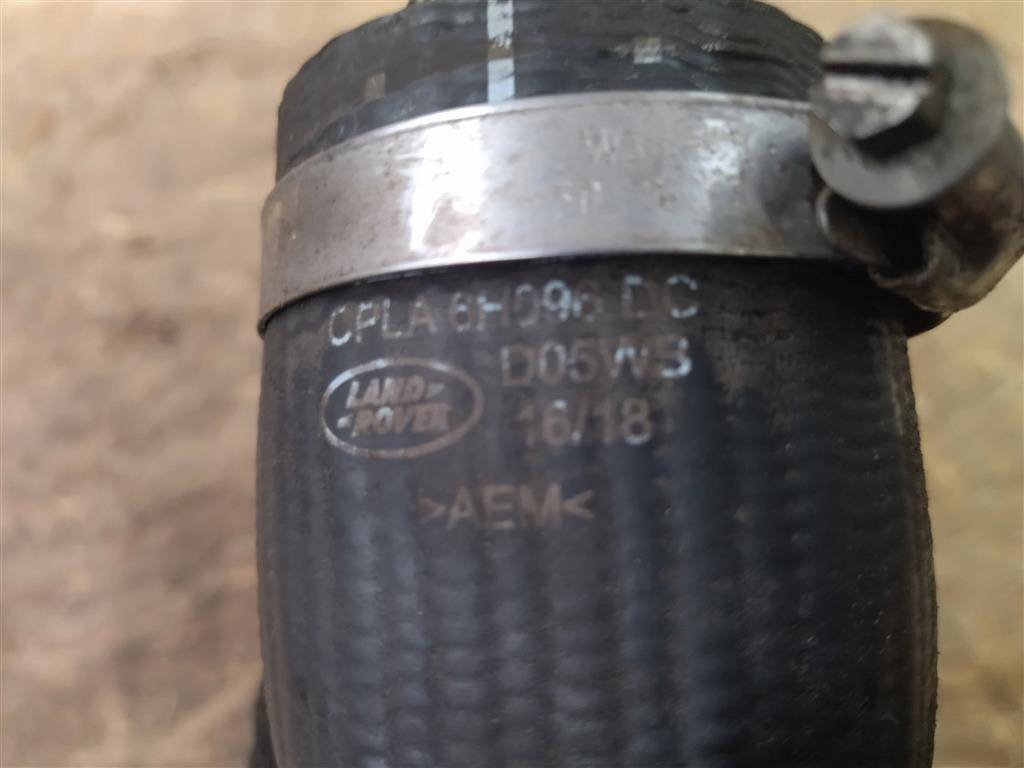 CPLA 6H096 DC
LAND
ROVER
D05WB
16/18
>AEM<